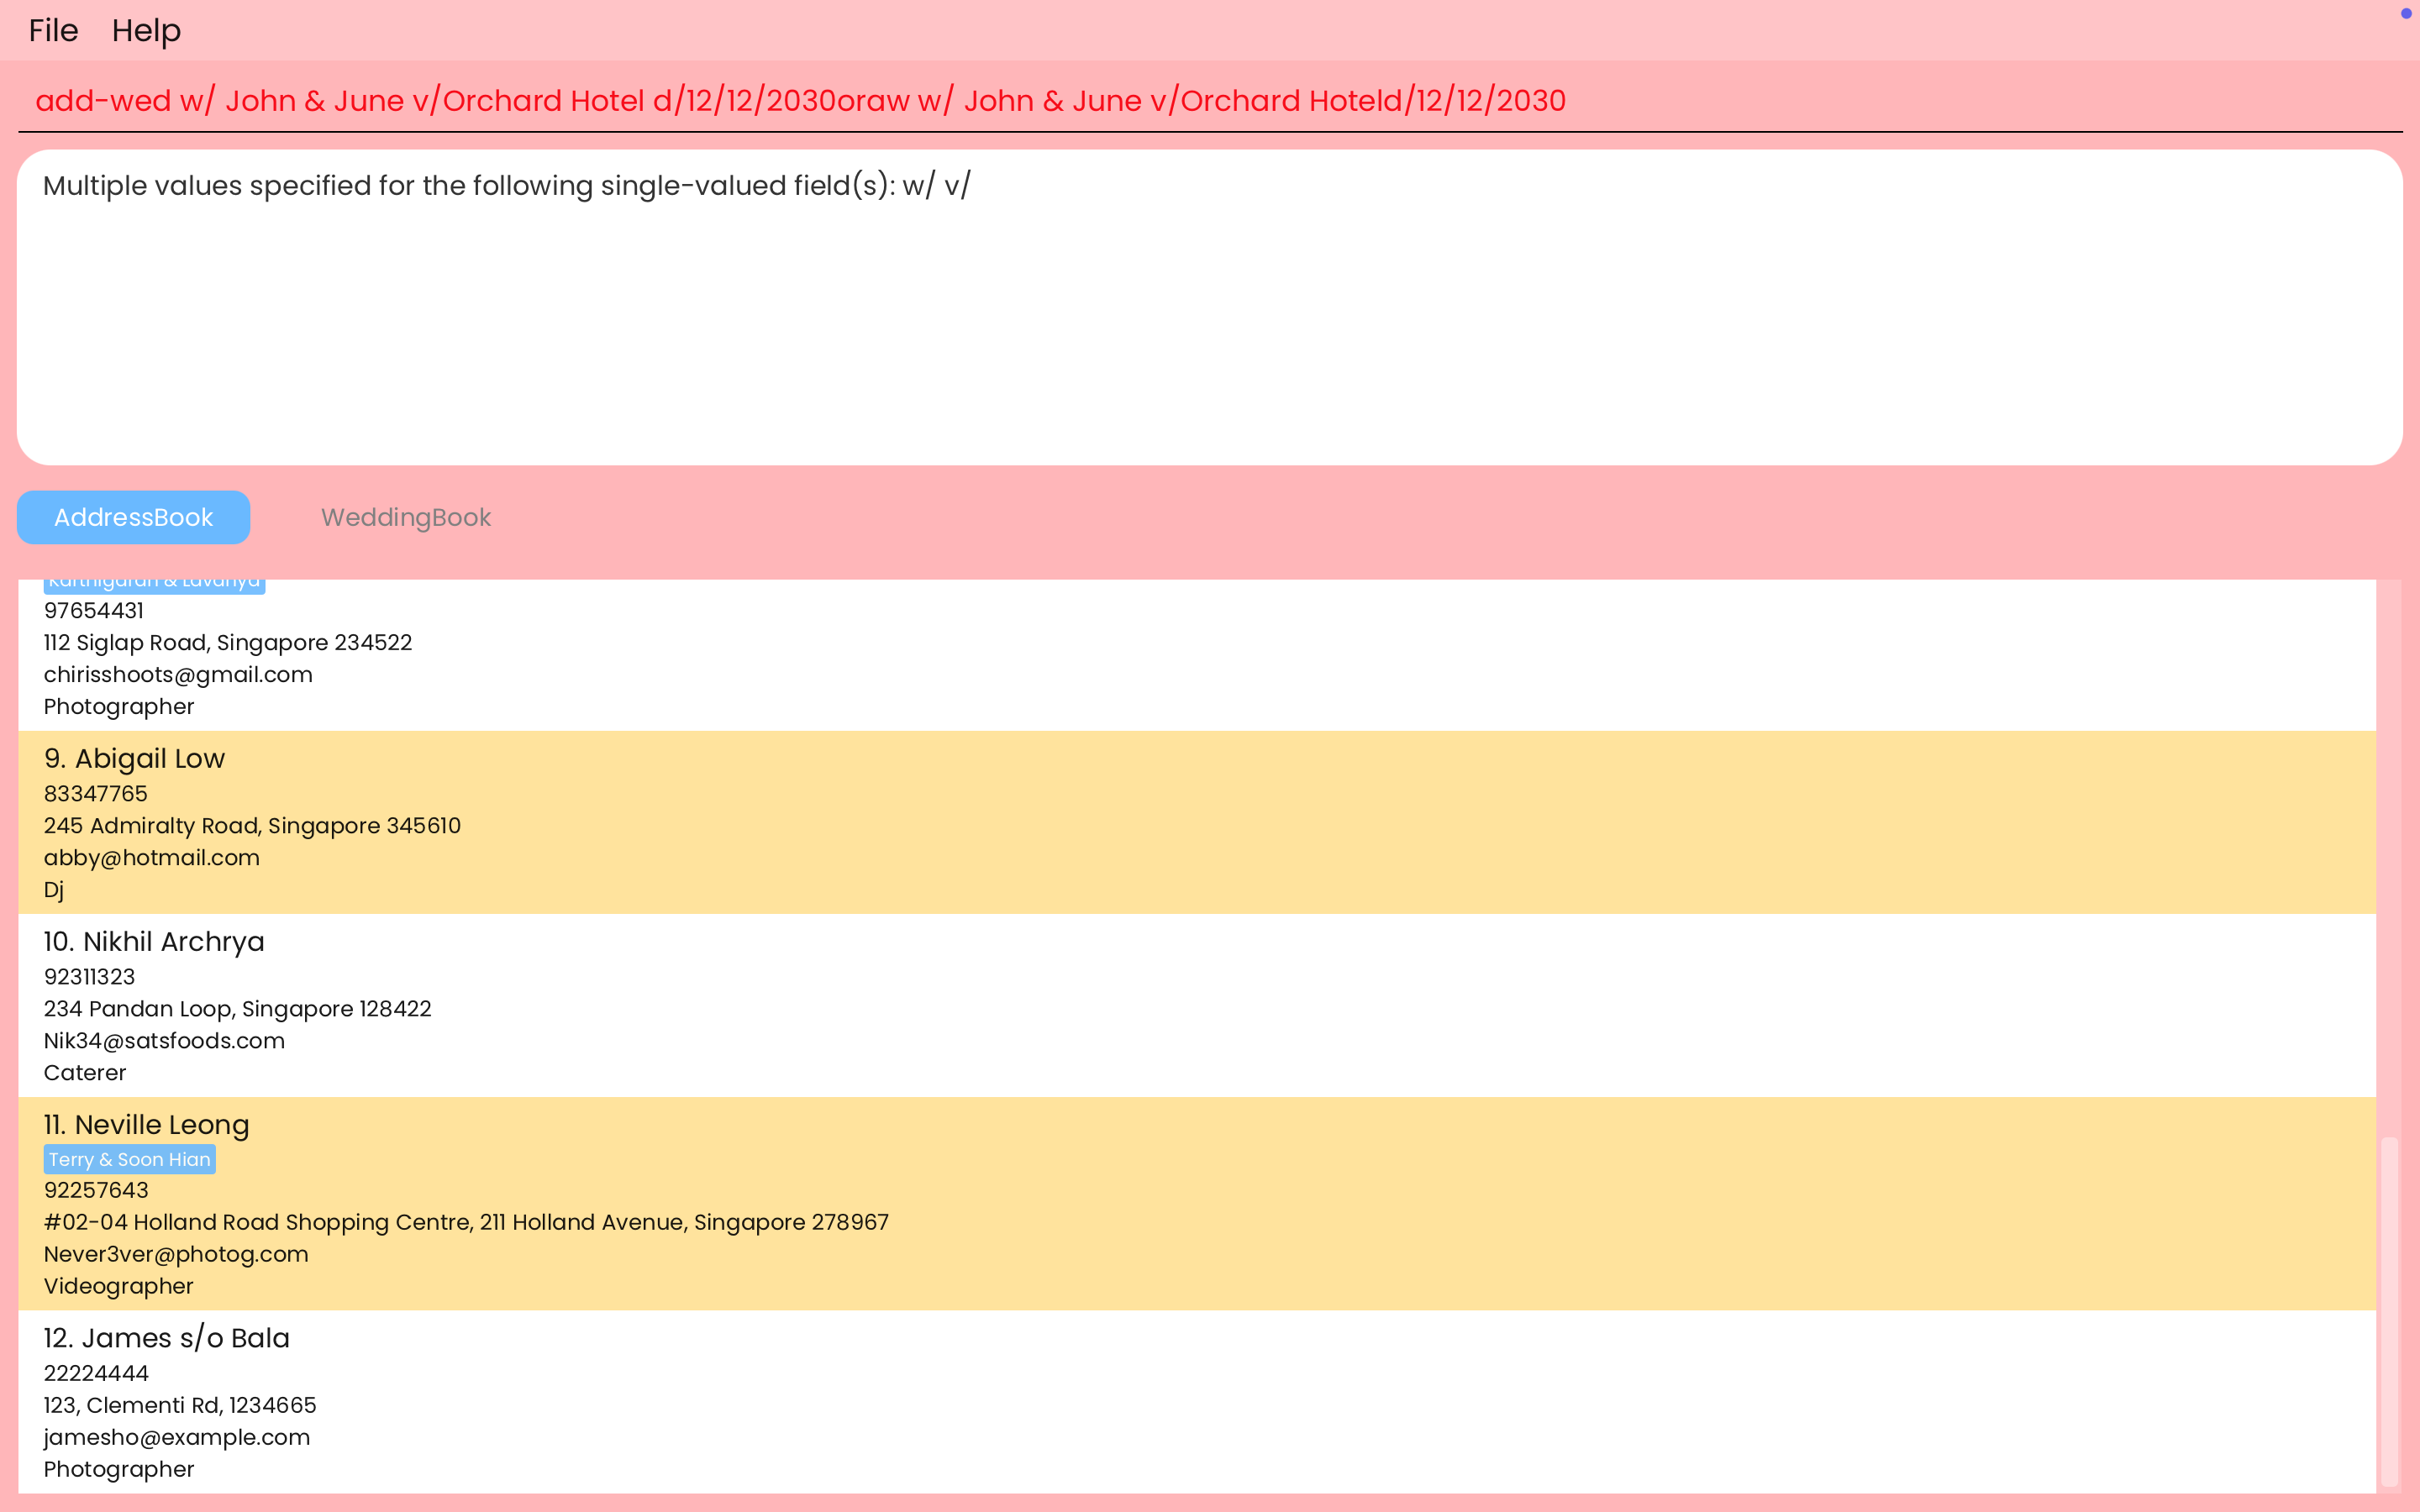 File Help
add-wed w/ John & June v/Orchard Hotel d/12/12/2030oraw w/ John & June v/Orchard Hoteld/12/12/2030
Multiple values specified for the following single-valued field(s): w/ v/
AddressBook WeddingBook
97654431
112 Siglap Road, Singapore 234522
chirisshoots@gmail.com
Photographer
9. Abigail Low
83347765
245 Admiralty Road, Singapore 345610
abby@hotmail.com
Dj
10. Nikhil Archrya
92311323
234 Pandan Loop, Singapore 128422
Nik34@satsfoods.com
Caterer
11. Neville Leong
Terry & Soon Hian
92257643
#02-04 Holland Road Shopping Centre, 211 Holland Avenue, Singapore 278967
Never3ver@photog.com
Videographer
12. James s/o Bala
22224444
123, Clementi Rd, 1234665
jamesho@example.com
Photographer